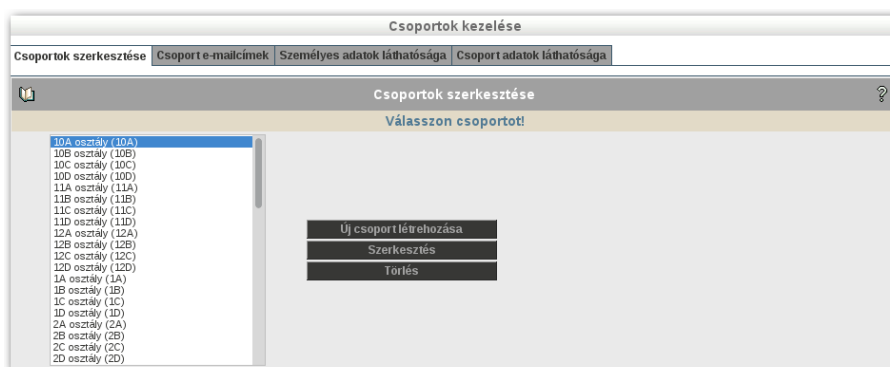 Csoportok kezelése
Csoportok szerkesztése Csoport e-mailcímek Személyes adatok láthatósága Csoport adatok láthatósága
Csoportok szerkesztése ?
Válasszon csoportot!
10A osztály (10A)
10B osztály (10B)
10C osztály (10C)
10D osztály (10D)
11A osztály (11A)
11B osztály (11B)
11C osztály (11C)
11D osztály (11D)
12A osztály (12A)
12B osztály (12B)
12C osztály (12C)
12D osztály (12D)
1A osztály (1A)
1B osztály (1B)
1C osztály (1C)
1D osztály (1D)
2A osztály (2A)
2B osztály (2B)
2C osztály (2C)
2D osztály (2D)
Új csoport létrehozása
Szerkesztés
Törlés